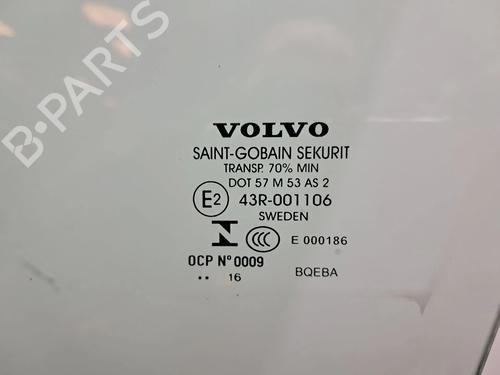 B-PARTS
VOLVO
SAINT-GOBAIN SEKURIT
TRANSP. 70% MIN
DOT 57 M 53 AS 2
E2 43R-001106
SWEDEN
CCC E 000186
OCP Nº 0009
.. 16 BQEBA